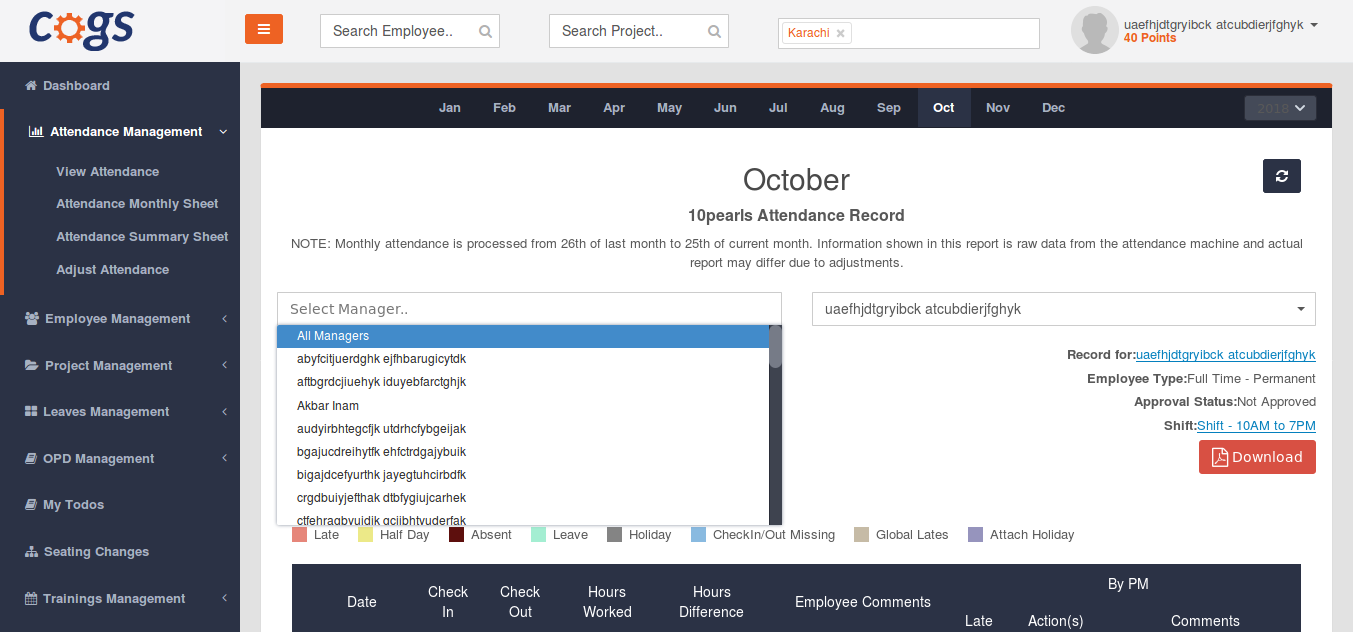 COGS
Search Employee..
Search Project..
Karachi ×
uaefhjdtgryibck atcubdierjfghyk
40 Points
Dashboard
Attendance Management
View Attendance
Attendance Monthly Sheet
Attendance Summary Sheet
Adjust Attendance
Employee Management
Project Management
Leaves Management
OPD Management
My Todos
Seating Changes
Trainings Management
Jan Feb Mar Apr May Jun Jul Aug Sep Oct Nov Dec 2018
October
10pearls Attendance Record
NOTE: Monthly attendance is processed from 26th of last month to 25th of current month. Information shown in this report is raw data from the attendance machine and actual
report may differ due to adjustments.
Select Manager..
All Managers
abyfcitjuerdghk ejfhbarugicytdk
aftbgrdcjiuehyk iduyebfarctghjk
Akbar Inam
audyirbhtegcfjk utdrhcfybgeijak
bgajucdreihytfk ehfctrdgajybuik
bigajdcefyurthk jayegtuhcirbdfk
crgdbuiyjefthak dtbfygiujcarhek
uaefhjdtgryibck atcubdierjfghyk
Record for:uaefhjdtgryibck atcubdierjfghyk
Employee Type:Full Time - Permanent
Approval Status:Not Approved
Shift:Shift - 10AM to 7PM
Download
Late Half Day Absent Leave Holiday CheckIn/Out Missing Global Lates Attach Holiday
Date
Check
In
Check
Out
Hours
Worked
Hours
Difference
Employee Comments
By PM
Late Action(s) Comments